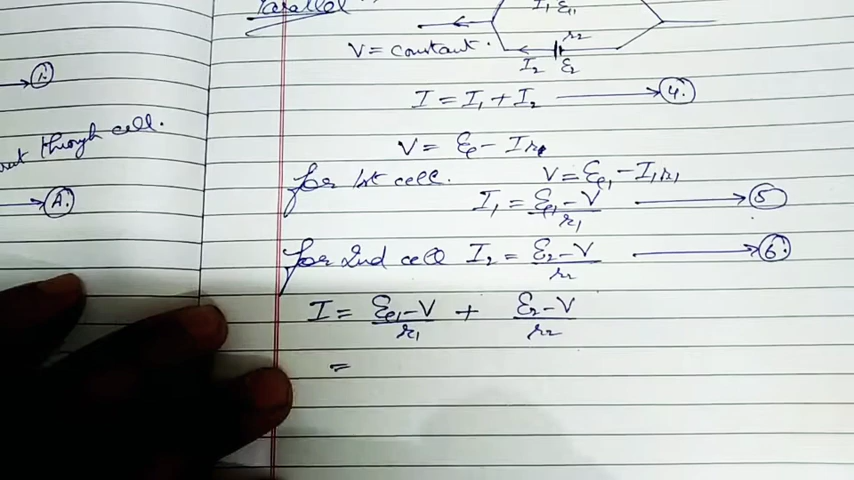 Parallel
I₁ ε₁
r₂
V = constant.
I₂ ε₂
I = I₁ + I₂ → 4.
1.
through cell.
V = ε - Ir
for 1st cell. V = ε₁ - I₁r₁
A.
I₁ = (ε₁ - V)/r₁ → 5
for 2nd cell I₂ = (ε₂ - V)/r₂ → 6.
I = (ε₁ - V)/r₁ + (ε₂ - V)/r₂
=